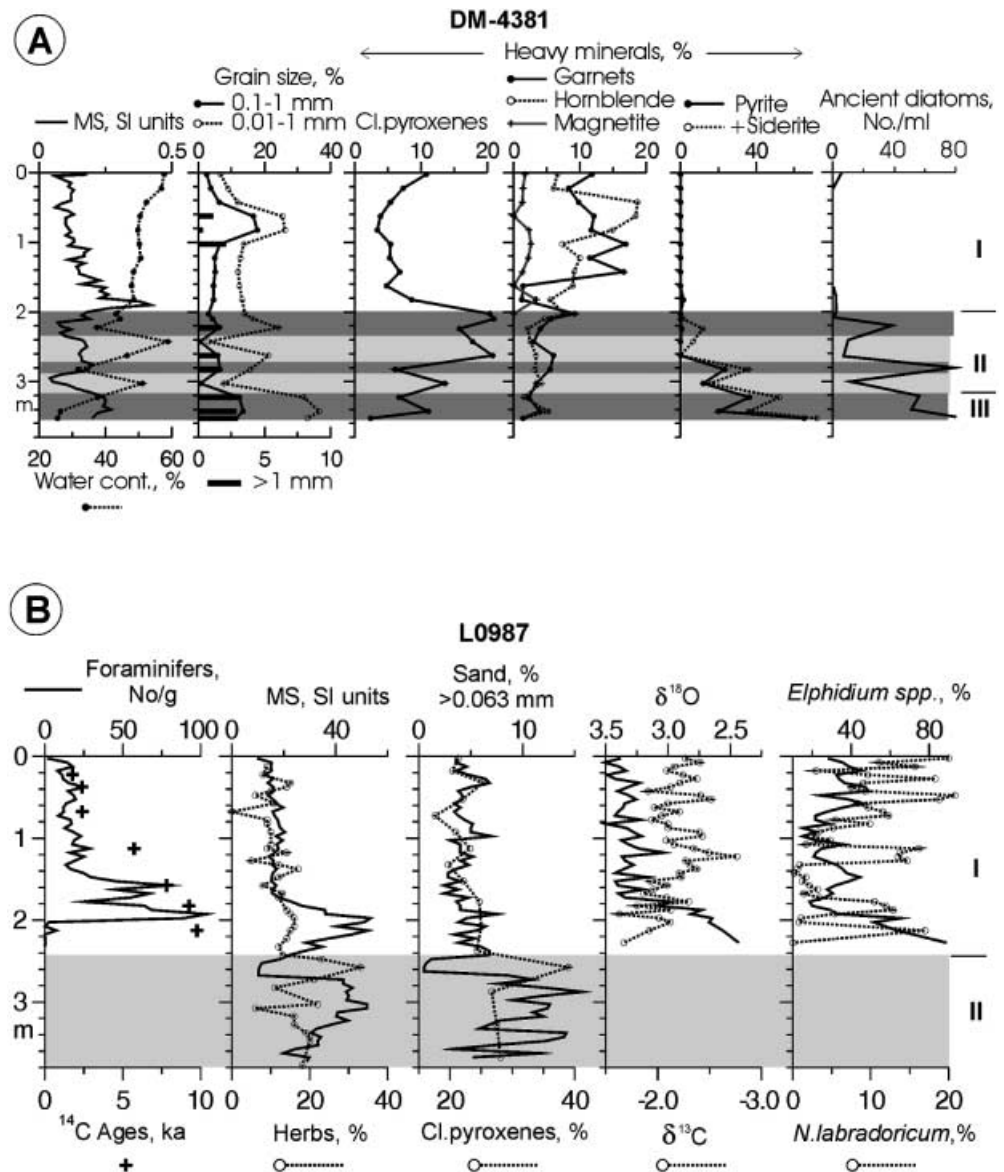 A
DM-4381
Heavy minerals, %
Grain size, %
0.1-1 mm
0.01-1 mm
MS, SI units
Cl.pyroxenes
Garnets
Hornblende
Magnetite
Pyrite
+Siderite
Ancient diatoms,
No./ml
0 0.5 0 20 40 0 10 20 0 10 20 0 40 0 40 80
0
1
2
3
m
I
II
III
20 40 60 0 5 10
Water cont., % >1 mm
B
L0987
Foraminifers,
No/g
MS, SI units
Sand, %
>0.063 mm
δ18O
Elphidium spp., %
0 50 100 0 20 40 0 10 3.5 3.0 2.5 40 80
0
1
2
3
m
I
II
0 5 10 0 20 40 0 20 40 -2.0 -3.0 0 10 20
14C Ages, ka
Herbs, %
Cl.pyroxenes, %
δ13C
N.labradoricum,%